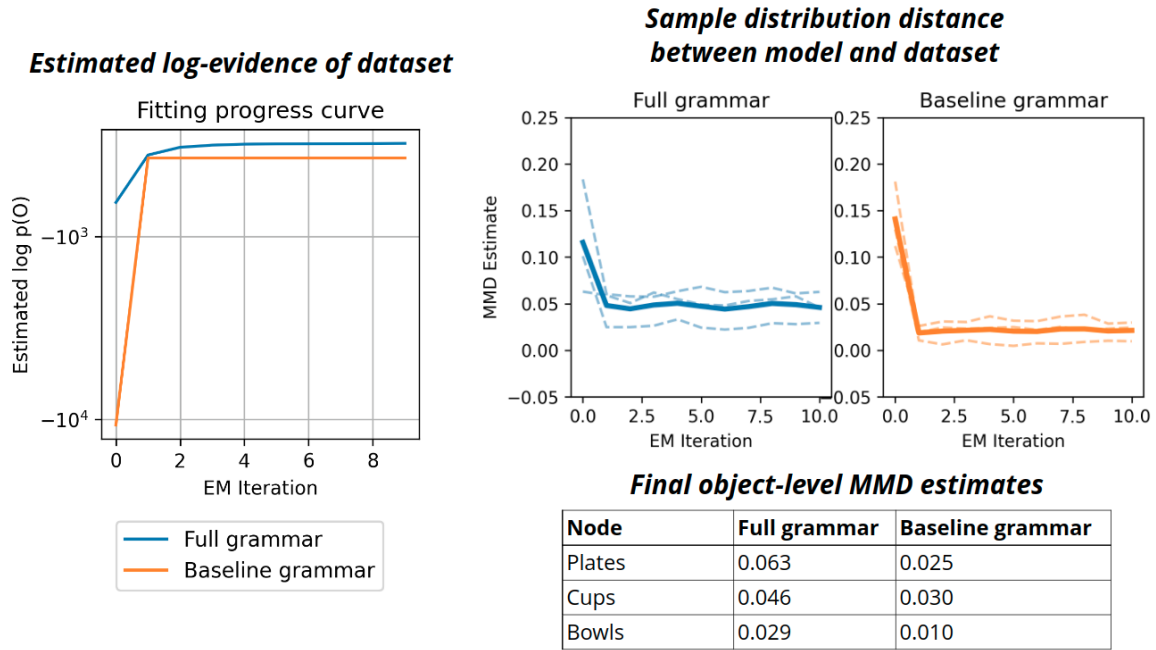 Estimated log-evidence of dataset
Fitting progress curve
Estimated log p(O)
−10³
−10⁴
0 2 4 6 8
EM Iteration
Full grammar
Baseline grammar
Sample distribution distance
between model and dataset
Full grammar
MMD Estimate
0.25
0.20
0.15
0.10
0.05
0.00
−0.05
0.0 2.5 5.0 7.5 10.0
EM Iteration
Baseline grammar
0.25
0.20
0.15
0.10
0.05
0.00
0.05
0.0 2.5 5.0 7.5 10.0
EM Iteration
Final object-level MMD estimates
Node Full grammar Baseline grammar
Plates 0.063 0.025
Cups 0.046 0.030
Bowls 0.029 0.010